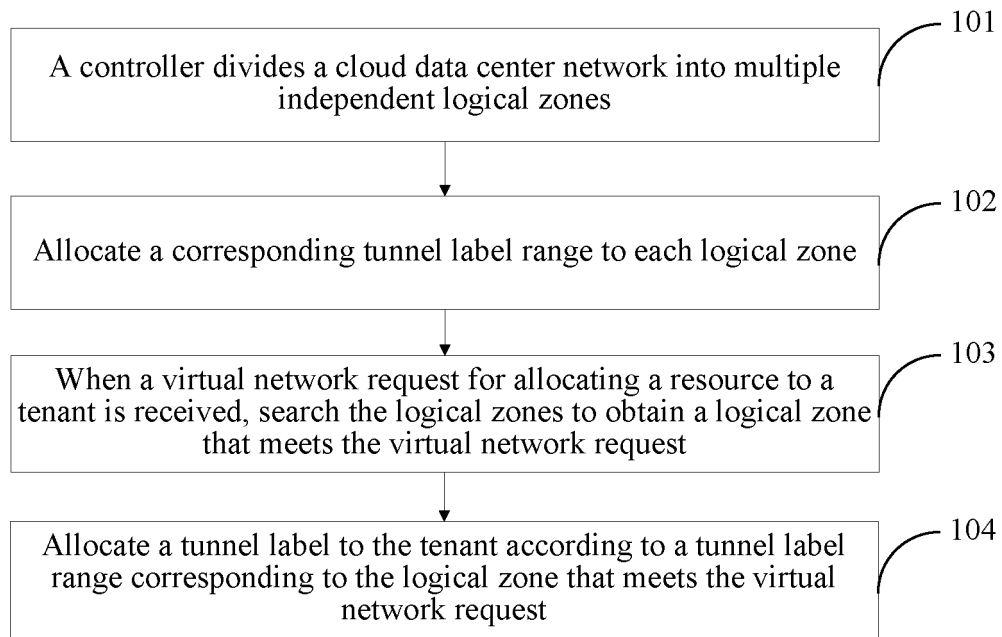 101
A controller divides a cloud data center network into multiple
independent logical zones
102
Allocate a corresponding tunnel label range to each logical zone
103
When a virtual network request for allocating a resource to a
tenant is received, search the logical zones to obtain a logical zone
that meets the virtual network request
104
Allocate a tunnel label to the tenant according to a tunnel label
range corresponding to the logical zone that meets the virtual
network request